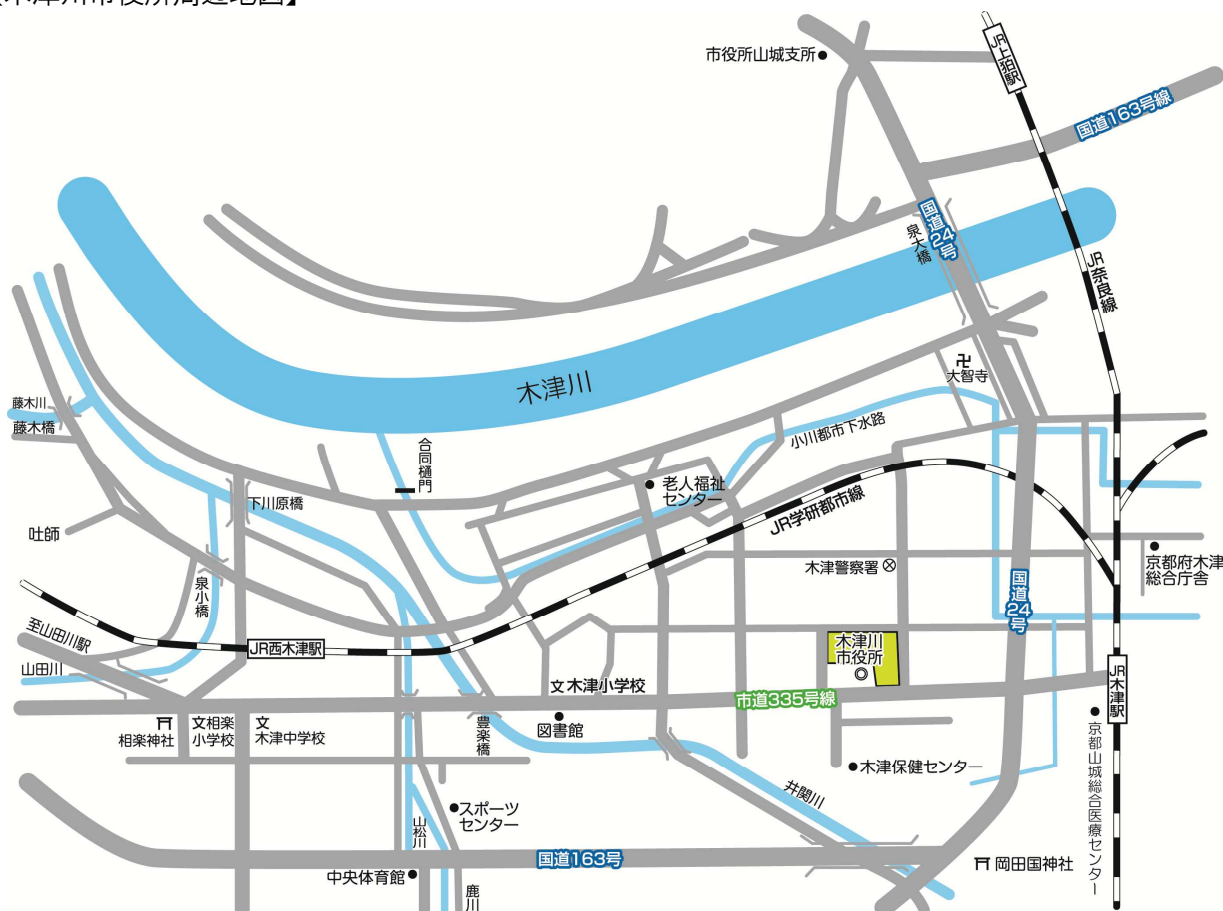 市役所山城支所
JR上狛駅
国道163号線
国道24号
泉大橋
JR奈良線
木津川
卍
大智寺
藤木川
藤木橋
合同樋門
小川都市下水路
下川原橋
老人福祉
センター
JR学研都市線
吐師
泉小橋
木津警察署
京都府木津
総合庁舎
国道24号
至山田川駅
JR西木津駅
山田川
木津川
市役所
文木津小学校
市道335号線
JR木津駅
相楽神社
文相楽
小学校
文
木津中学校
豊楽橋
図書館
木津保健センター
京都山城総合医療センター
井関川
スポーツ
センター
山松川
国道163号
中央体育館
鹿川
岡田国神社